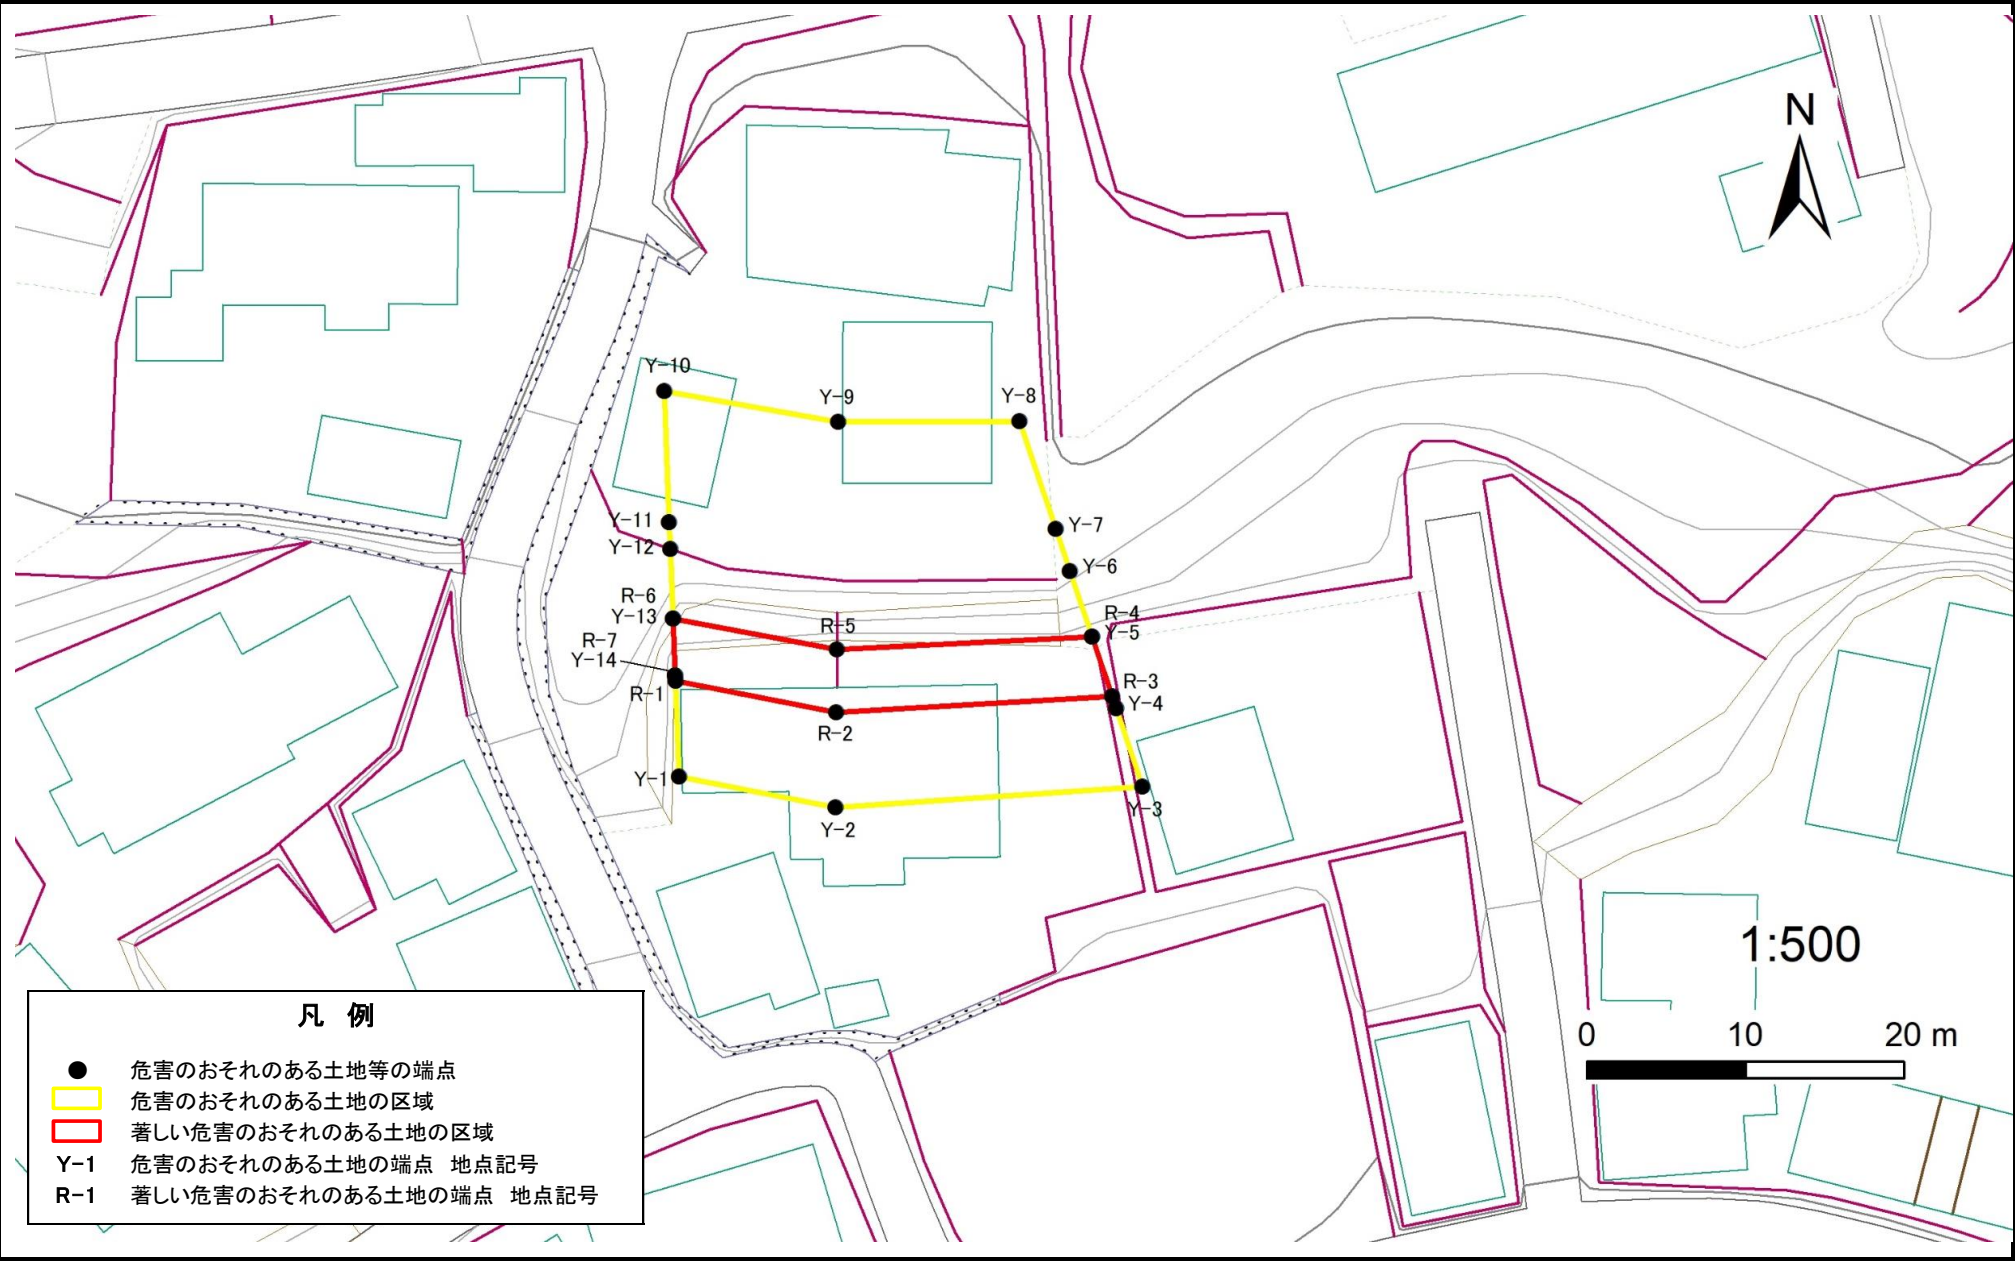 N
Y-10
Y-9
Y-8
Y-11
Y-7
Y-12
Y-6
R-6
Y-13
R-4
Y-5
R-5
R-7
Y-14
R-1
R-3
Y-4
R-2
Y-1
Y-3
Y-2
1:500
0 10 20 m
凡 例
危害のおそれのある土地等の端点
危害のおそれのある土地の区域
著しい危害のおそれのある土地の区域
Y-1 危害のおそれのある土地の端点 地点記号
R-1 著しい危害のおそれのある土地の端点 地点記号